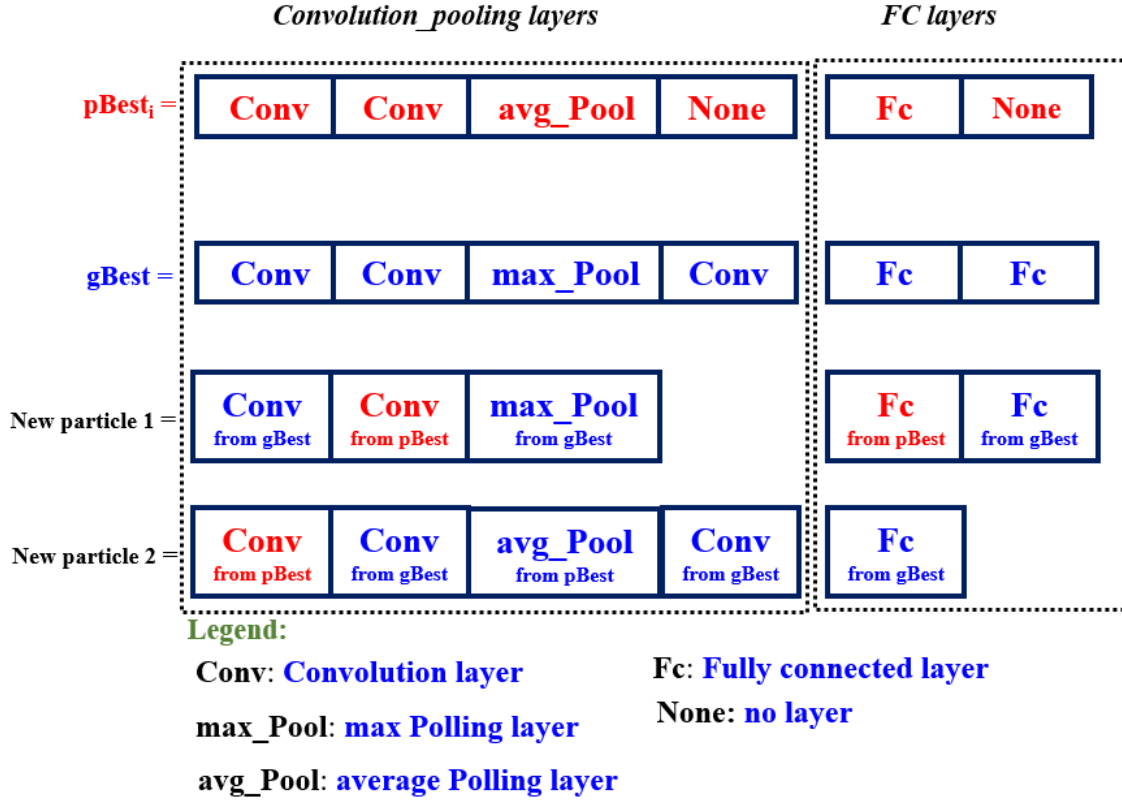 Convolution_pooling layers FC layers
pBesti = Conv Conv avg_Pool None Fc None
gBest = Conv Conv max_Pool Conv Fc Fc
New particle 1 = Conv Conv max_Pool Fc Fc
from gBest from pBest from gBest from pBest from gBest
New particle 2 = Conv Conv avg_Pool Conv Fc
from pBest from gBest from pBest from gBest from gBest
Legend:
Conv: Convolution layer Fc: Fully connected layer
max_Pool: max Polling layer None: no layer
avg_Pool: average Polling layer